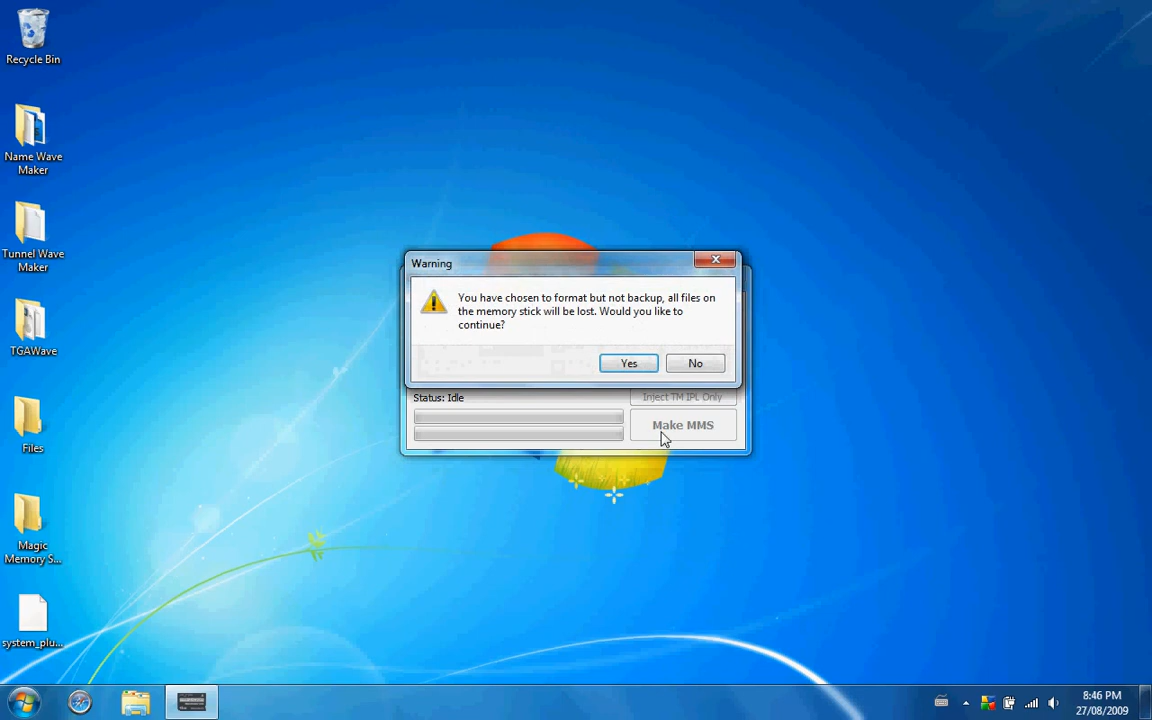 Recycle Bin
Name Wave
Maker
Tunnel Wave
Maker
TGAWave
Files
Magic
Memory S...
system_plu...
Warning
You have chosen to format but not backup, all files on
the memory stick will be lost. Would you like to
continue?
Yes
No
Status: Idle
Inject TM IPL Only
Make MMS
8:46 PM
27/08/2009